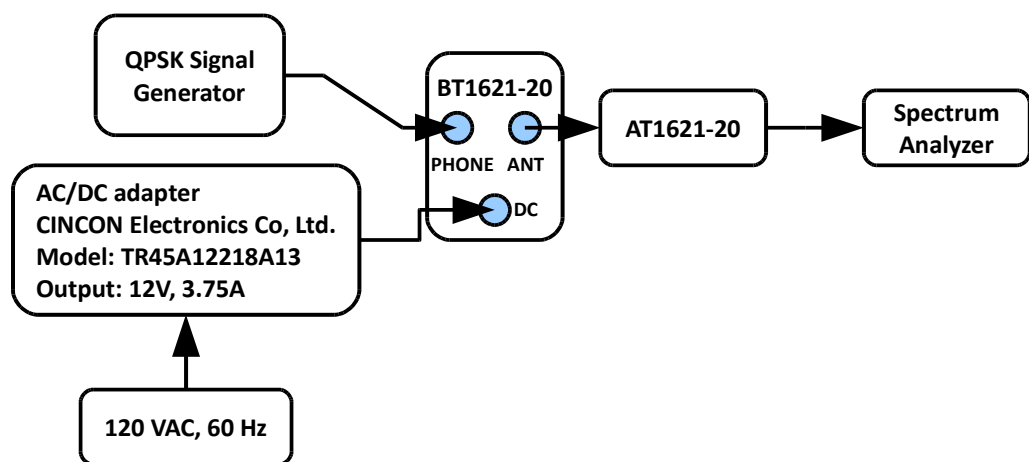 QPSK Signal
Generator
BT1621-20
PHONE ANT
DC
AT1621-20
Spectrum
Analyzer
AC/DC adapter
CINCON Electronics Co, Ltd.
Model: TR45A12218A13
Output: 12V, 3.75A
120 VAC, 60 Hz